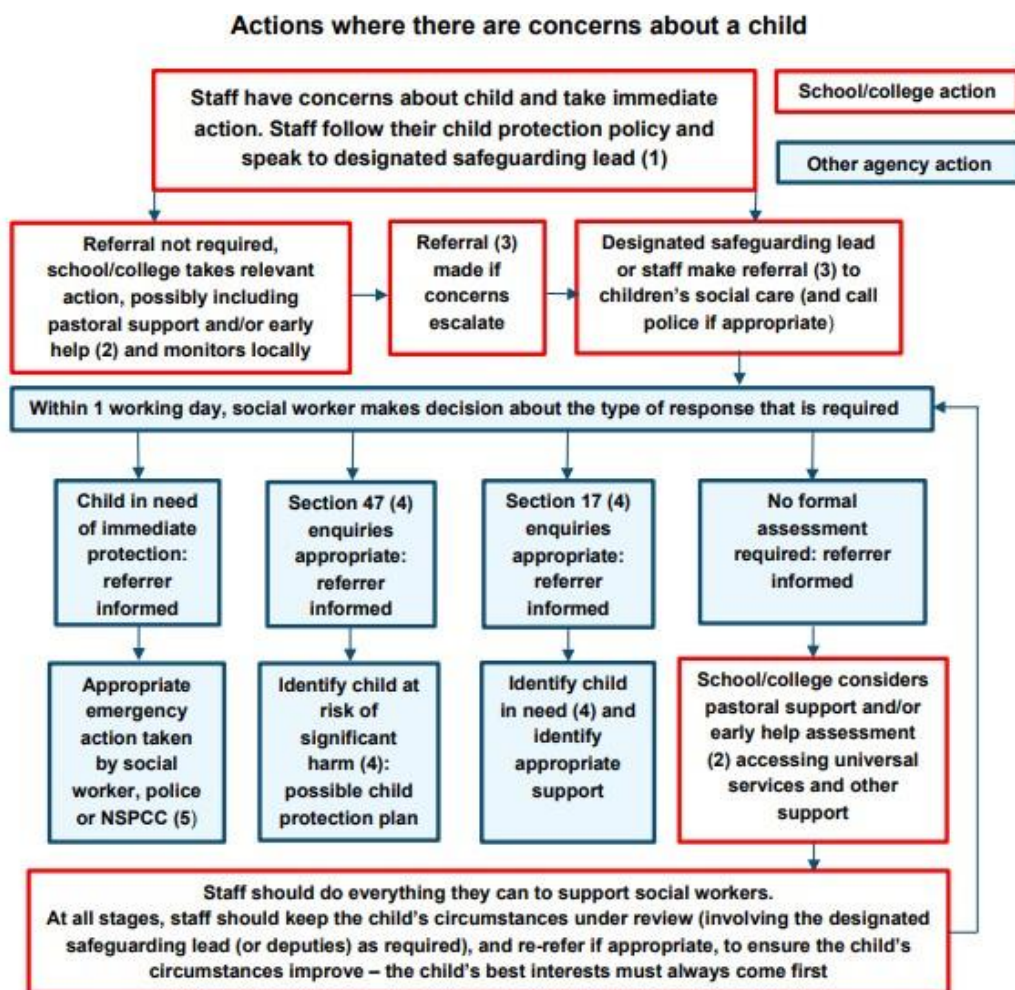 Actions where there are concerns about a child
Staff have concerns about child and take immediate
action. Staff follow their child protection policy and
speak to designated safeguarding lead (1)
School/college action
Other agency action
Referral not required,
school/college takes relevant
action, possibly including
pastoral support and/or early
help (2) and monitors locally
Referral (3)
made if
concerns
escalate
Designated safeguarding lead
or staff make referral (3) to
children’s social care (and call
police if appropriate)
Within 1 working day, social worker makes decision about the type of response that is required
Child in need
of immediate
protection:
referrer
informed
Section 47 (4)
enquiries
appropriate:
referrer
informed
Section 17 (4)
enquiries
appropriate:
referrer
informed
No formal
assessment
required: referrer
informed
Appropriate
emergency
action taken
by social
worker, police
or NSPCC (5)
Identify child at
risk of
significant
harm (4):
possible child
protection plan
Identify child
in need (4) and
identify
appropriate
support
School/college considers
pastoral support and/or
early help assessment
(2) accessing universal
services and other
support
Staff should do everything they can to support social workers.
At all stages, staff should keep the child’s circumstances under review (involving the designated
safeguarding lead (or deputies) as required), and re-refer if appropriate, to ensure the child’s
circumstances improve – the child’s best interests must always come first